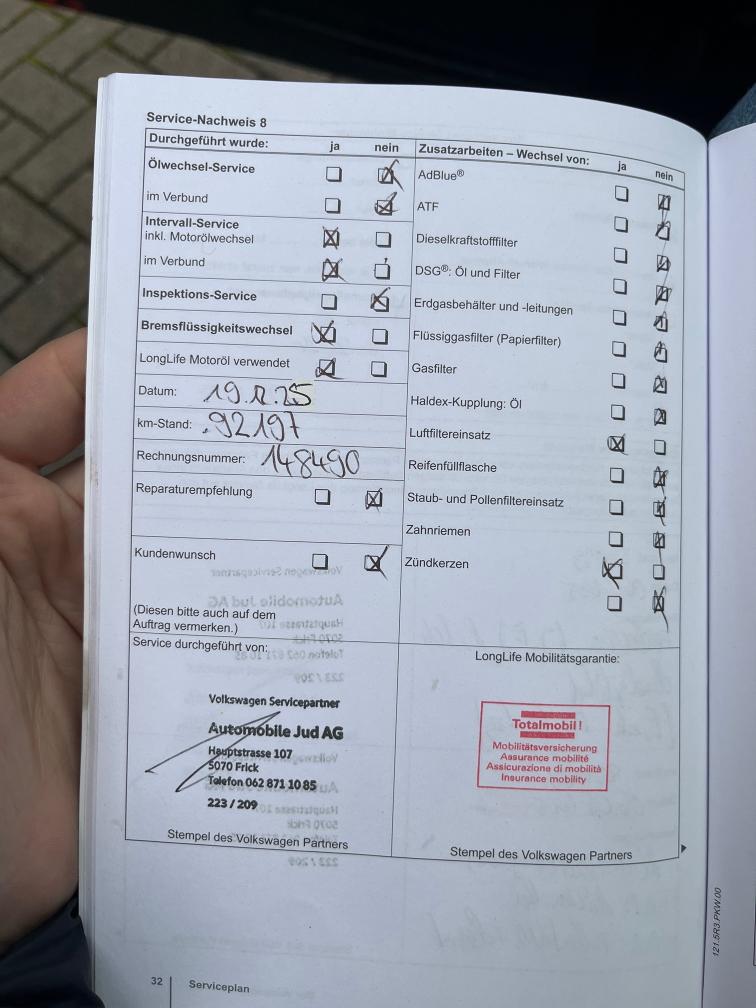 Service-Nachweis 8
Durchgeführt wurde: ja nein
Ölwechsel-Service
im Verbund
Intervall-Service
inkl. Motorölwechsel
im Verbund
Inspektions-Service
Bremsflüssigkeitswechsel
LongLife Motoröl verwendet
Datum: 19.12.25
km-Stand: 92197
Rechnungsnummer: 148490
Reparaturempfehlung
Kundenwunsch
(Diesen bitte auch auf dem
Auftrag vermerken.)
Zusatzarbeiten – Wechsel von: ja nein
AdBlue®
ATF
Dieselkraftstofffilter
DSG®: Öl und Filter
Erdgasbehälter und -leitungen
Flüssiggasfilter (Papierfilter)
Gasfilter
Haldex-Kupplung: Öl
Luftfiltereinsatz
Reifenfüllflasche
Staub- und Pollenfiltereinsatz
Zahnriemen
Zündkerzen
Service durchgeführt von:
Volkswagen Servicepartner
Automobile Jud AG
Hauptstrasse 107
5070 Frick
Telefon 062 871 10 85
223 / 209
Stempel des Volkswagen Partners
LongLife Mobilitätsgarantie:
Totalmobil!
Mobilitätsversicherung
Assurance mobilité
Assicurazione di mobilità
Insurance mobility
Stempel des Volkswagen Partners
32 Serviceplan
121.5R3.PKW.00